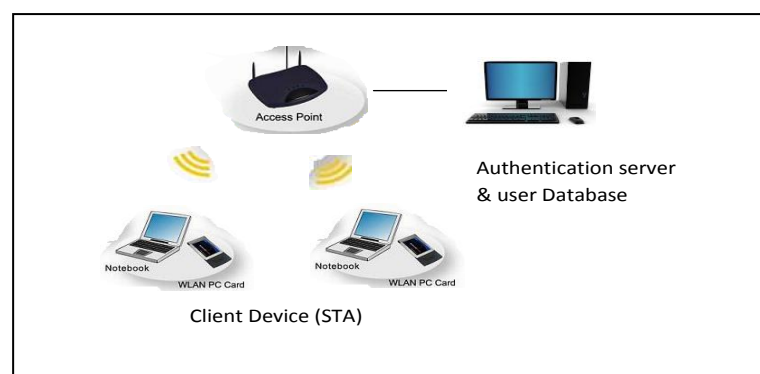 Access Point
Authentication server
& user Database
Notebook
WLAN PC Card
Notebook
WLAN PC Card
Client Device (STA)